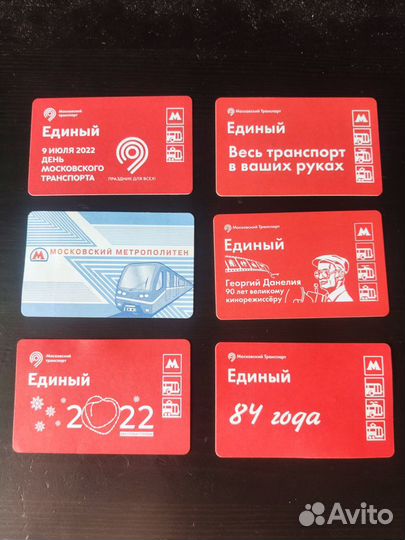 Московский
транспорт
М
Единый
9 ИЮЛЯ 2022
ДЕНЬ
МОСКОВСКОГО
ТРАНСПОРТА
ПРАЗДНИК ДЛЯ ВСЕХ!
Московский Транспорт
М
Единый
Весь транспорт
в ваших руках
М
МОСКОВСКИЙ МЕТРОПОЛИТЕН
Московский Транспорт
М
Единый
Георгий Данелия
90 лет великому
кинорежиссёру
Московский
транспорт
М
Единый
2022
Московский Транспорт
М
Единый
84 года
Avito